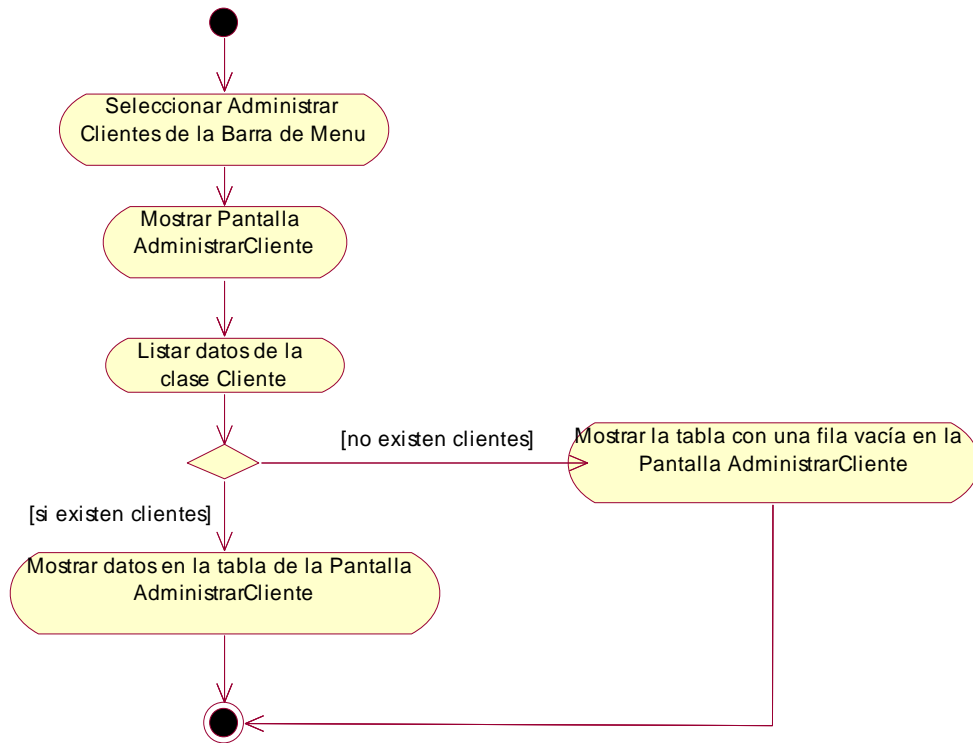 Seleccionar Administrar
Clientes de la Barra de Menu
Mostrar Pantalla
AdministrarCliente
Listar datos de la
clase Cliente
[no existen clientes]
Mostrar la tabla con una fila vacía en la
Pantalla AdministrarCliente
[si existen clientes]
Mostrar datos en la tabla de la Pantalla
AdministrarCliente